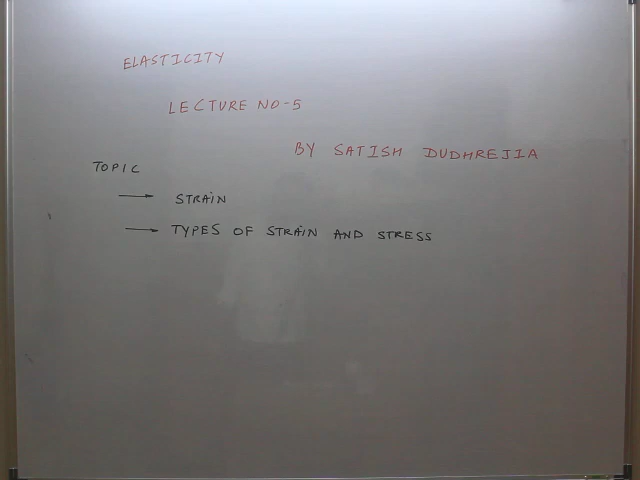 ELASTICITY
LECTURE NO-5
BY SATISH DUDHREJIA
TOPIC
→ STRAIN
→ TYPES OF STRAIN AND STRESS